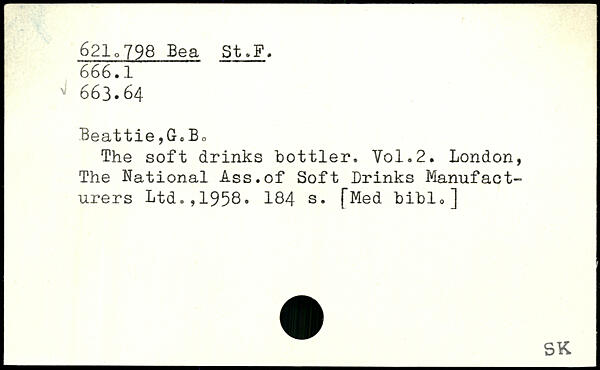 621.798 Bea St.F.
666.1
663.64
Beattie,G.B.
The soft drinks bottler. Vol.2. London,
The National Ass.of Soft Drinks Manufact-
urers Ltd.,1958. 184 s. [Med bibl.]
SK